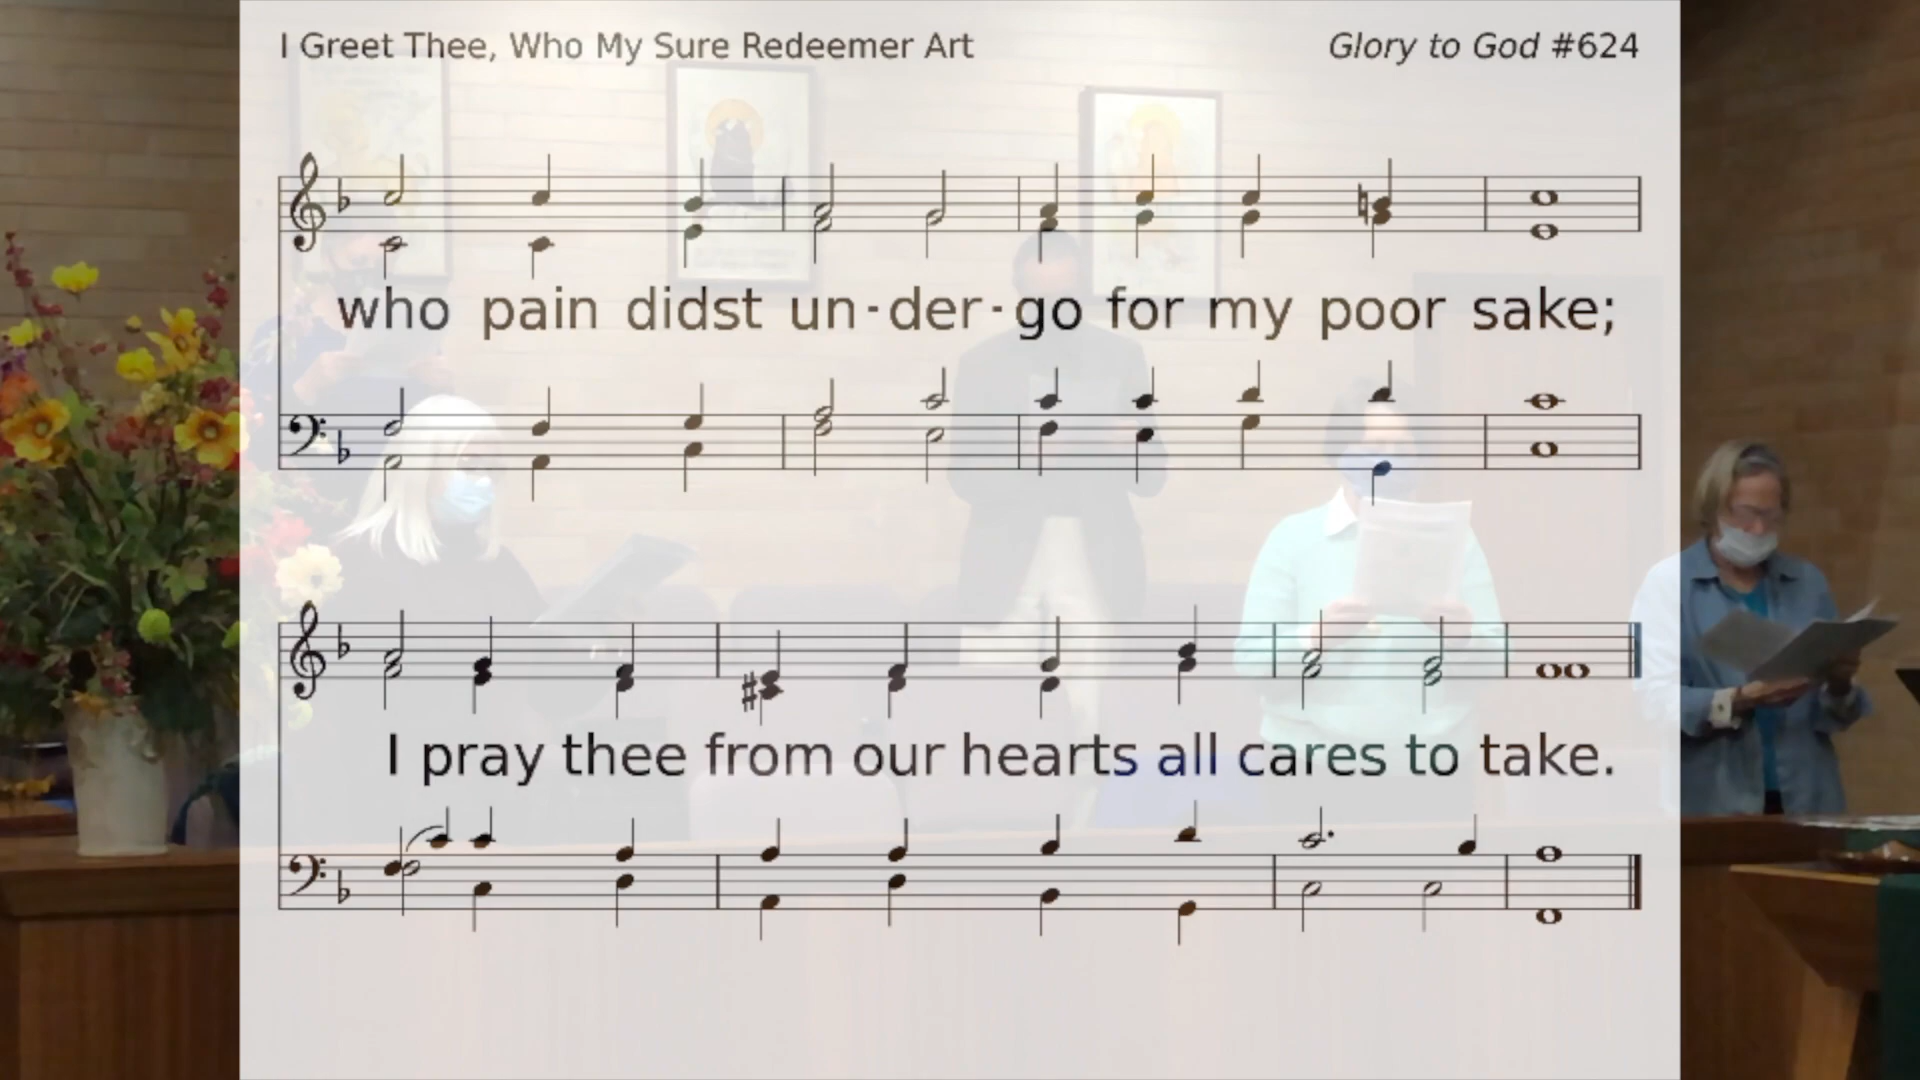 I Greet Thee, Who My Sure Redeemer Art
Glory to God #624
who pain didst un-der-go for my poor sake;
I pray thee from our hearts all cares to take.